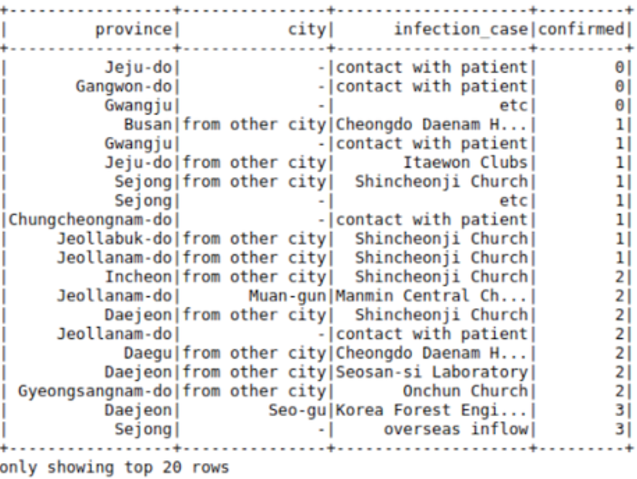 +-----------------+---------------+--------------------+---------+
|         province|           city|      infection_case|confirmed|
+-----------------+---------------+--------------------+---------+
|          Jeju-do|              -|contact with patient|        0|
|       Gangwon-do|              -|contact with patient|        0|
|          Gwangju|              -|                 etc|        0|
|            Busan|from other city|Cheongdo Daenam H...|        1|
|          Gwangju|              -|contact with patient|        1|
|          Jeju-do|from other city|       Itaewon Clubs|        1|
|           Sejong|from other city|  Shincheonji Church|        1|
|           Sejong|              -|                 etc|        1|
|Chungcheongnam-do|              -|contact with patient|        1|
|     Jeollabuk-do|from other city|  Shincheonji Church|        1|
|     Jeollanam-do|from other city|  Shincheonji Church|        1|
|          Incheon|from other city|  Shincheonji Church|        2|
|     Jeollanam-do|       Muan-gun|Manmin Central Ch...|        2|
|          Daejeon|from other city|  Shincheonji Church|        2|
|     Jeollanam-do|              -|contact with patient|        2|
|            Daegu|from other city|Cheongdo Daenam H...|        2|
|          Daejeon|from other city|Seosan-si Laboratory|        2|
| Gyeongsangnam-do|from other city|       Onchun Church|        2|
|          Daejeon|         Seo-gu|Korea Forest Engi...|        3|
|           Sejong|              -|     overseas inflow|        3|
+-----------------+---------------+--------------------+---------+
only showing top 20 rows